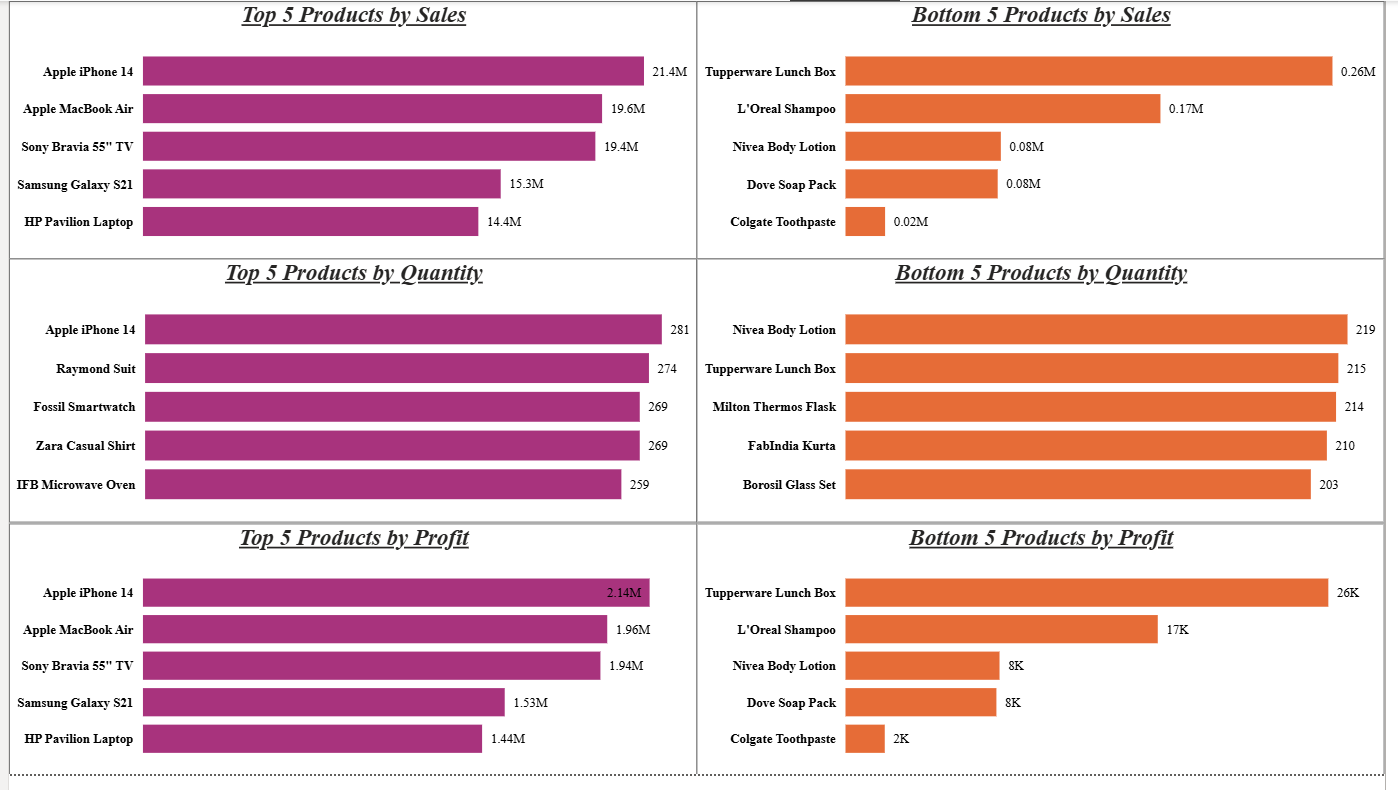 Top 5 Products by Sales
Apple iPhone 14 21.4M
Apple MacBook Air 19.6M
Sony Bravia 55" TV 19.4M
Samsung Galaxy S21 15.3M
HP Pavilion Laptop 14.4M
Bottom 5 Products by Sales
Tupperware Lunch Box 0.26M
L'Oreal Shampoo 0.17M
Nivea Body Lotion 0.08M
Dove Soap Pack 0.08M
Colgate Toothpaste 0.02M
Top 5 Products by Quantity
Apple iPhone 14 281
Raymond Suit 274
Fossil Smartwatch 269
Zara Casual Shirt 269
IFB Microwave Oven 259
Bottom 5 Products by Quantity
Nivea Body Lotion 219
Tupperware Lunch Box 215
Milton Thermos Flask 214
FabIndia Kurta 210
Borosil Glass Set 203
Top 5 Products by Profit
Apple iPhone 14 2.14M
Apple MacBook Air 1.96M
Sony Bravia 55" TV 1.94M
Samsung Galaxy S21 1.53M
HP Pavilion Laptop 1.44M
Bottom 5 Products by Profit
Tupperware Lunch Box 26K
L'Oreal Shampoo 17K
Nivea Body Lotion 8K
Dove Soap Pack 8K
Colgate Toothpaste 2K